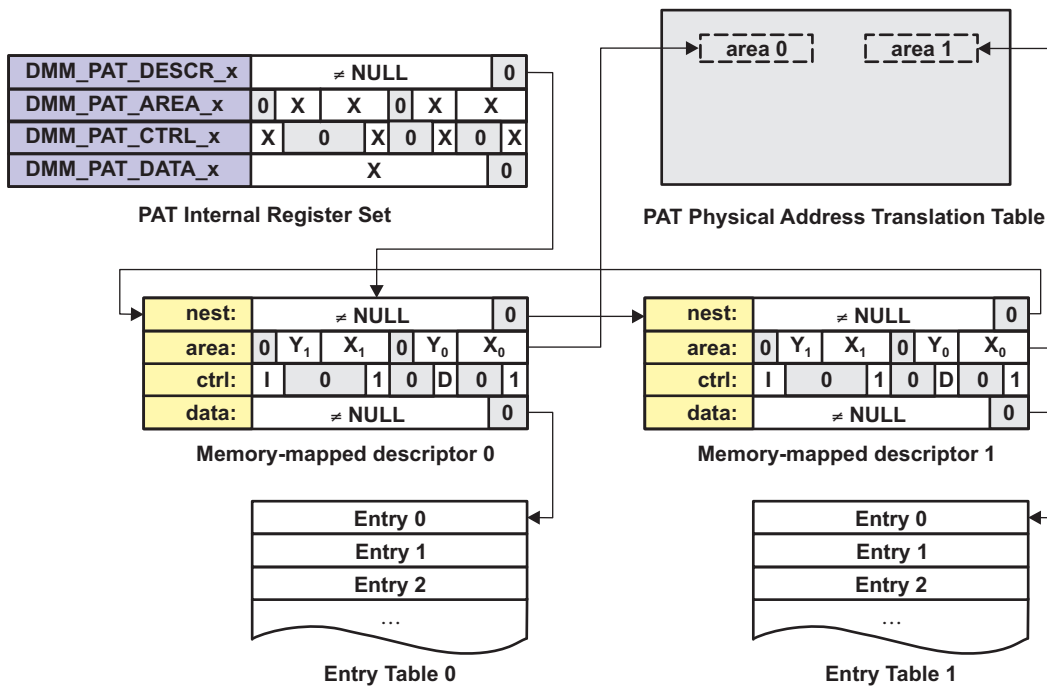 area 0 area 1
DMM_PAT_DESCR_x ≠ NULL 0
DMM_PAT_AREA_x 0 X X 0 X X
DMM_PAT_CTRL_x X 0 X 0 X 0 X
DMM_PAT_DATA_x X 0
PAT Internal Register Set
PAT Physical Address Translation Table
nest: ≠ NULL 0
area: 0 Y₁ X₁ 0 Y₀ X₀
ctrl: I 0 1 0 D 0 1
data: ≠ NULL 0
Memory-mapped descriptor 0
nest: ≠ NULL 0
area: 0 Y₁ X₁ 0 Y₀ X₀
ctrl: I 0 1 0 D 0 1
data: ≠ NULL 0
Memory-mapped descriptor 1
Entry 0
Entry 1
Entry 2
...
Entry Table 0
Entry 0
Entry 1
Entry 2
...
Entry Table 1